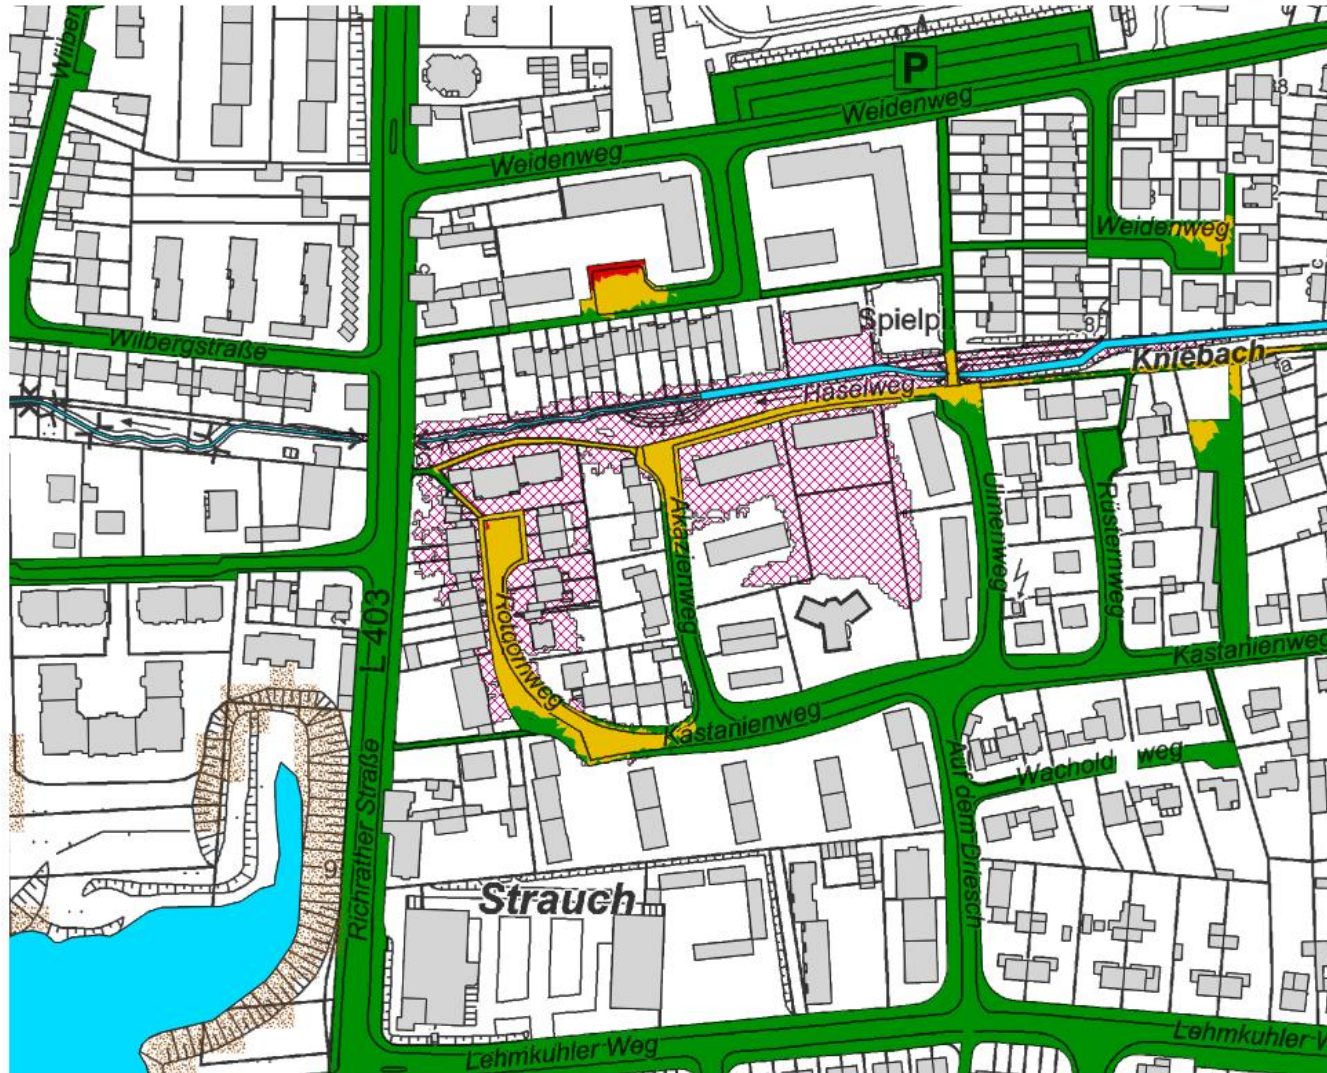 P
Weidenweg
Weidenweg
Weidenweg
Wilbergstraße
Spielpl.
Kniebach
Haselweg
Akazienweg
Ulmenweg
Rüsternweg
Rotdornweg
L 403
Kastanienweg
Kastanienweg
Auf dem Driesch
Wachold weg
Richrather Straße
Strauch
Lehmkuhler Weg
Lehmkuhler-W